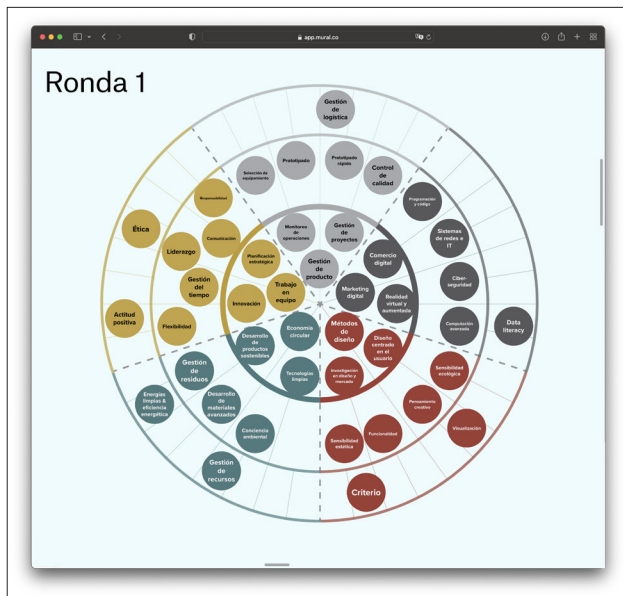 app.mural.co
Ronda 1
Gestión
de
logística
Prototipado
Prototipado
rápido
Selección de
equipamiento
Control
de
calidad
Monitoreo
de
operaciones
Gestión
de
proyectos
Gestión
de
producto
Programación
y código
Sistemas
de redes e
IT
Ciber-
seguridad
Computación
avanzada
Data
literacy
Comercio
digital
Marketing
digital
Realidad
virtual y
aumentada
Responsabilidad
Ética
Liderazgo
Comunicación
Gestión
del
tiempo
Actitud
positiva
Flexibilidad
Planificación
estratégica
Trabajo
en
equipo
Innovación
Desarrollo
de
productos
sostenibles
Economía
circular
Tecnologías
limpias
Gestión
de
residuos
Energías
limpias &
eficiencia
energética
Desarrollo
de
materiales
avanzados
Conciencia
ambiental
Gestión
de
recursos
Métodos
de
diseño
Diseño
centrado
en el
usuario
Investigación
en diseño y
mercado
Sensibilidad
ecológica
Pensamiento
creativo
Visualización
Funcionalidad
Sensibilidad
estética
Criterio